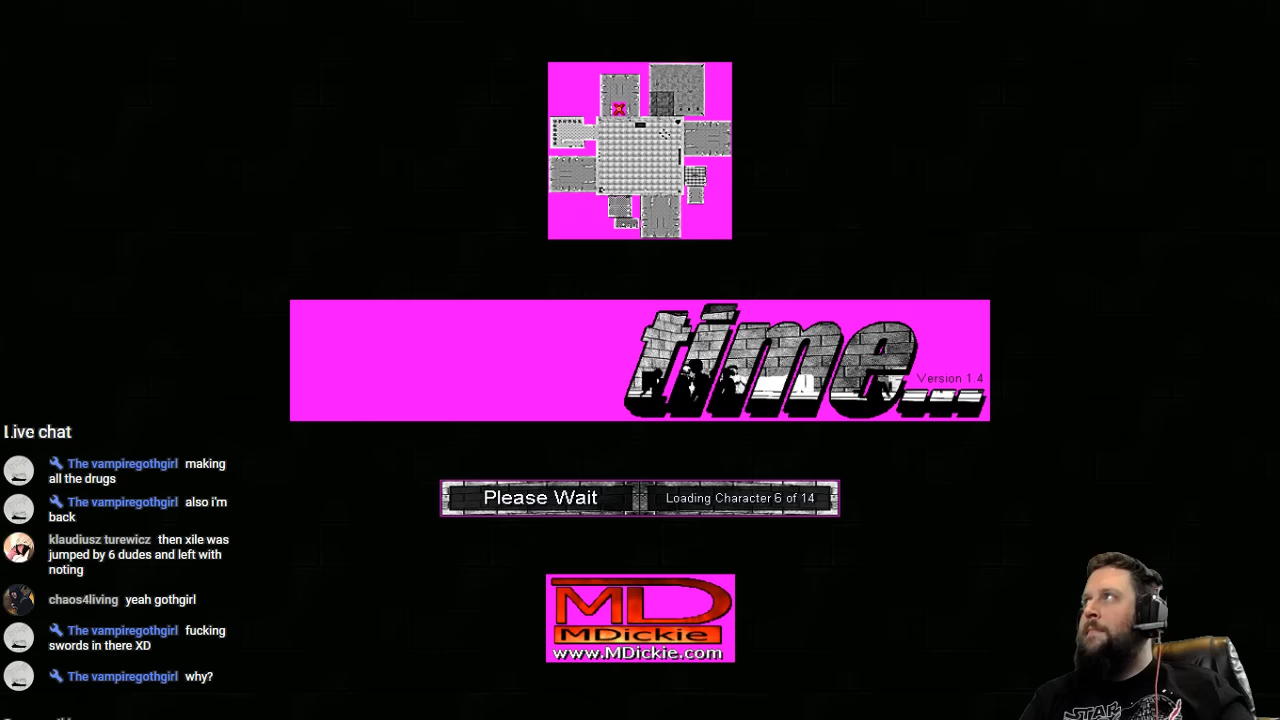 time...
Version 1.4
Please Wait
Loading Character 6 of 14
MD
MDickie
www.MDickie.com
Live chat
The vampiregothgirl making
all the drugs
The vampiregothgirl also i'm
back
klaudiusz turewicz then xile was
jumped by 6 dudes and left with
noting
chaos4living yeah gothgirl
The vampiregothgirl fucking
swords in there XD
The vampiregothgirl why?
STAR